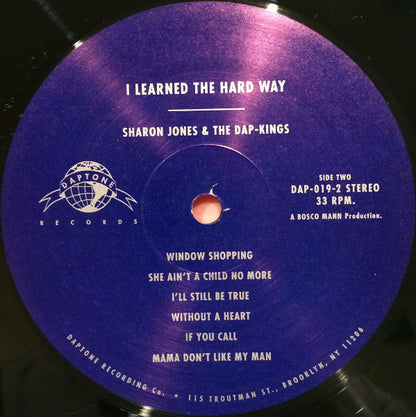 I LEARNED THE HARD WAY
SHARON JONES & THE DAP-KINGS
DAPTONE
RECORDS
SIDE TWO
DAP-019-2 STEREO
33 RPM.
A BOSCO MANN Production.
WINDOW SHOPPING
SHE AIN'T A CHILD NO MORE
I'LL STILL BE TRUE
WITHOUT A HEART
IF YOU CALL
MAMA DON'T LIKE MY MAN
DAPTONE RECORDING Co. • 115 TROUTMAN ST., BROOKLYN, NY 11206